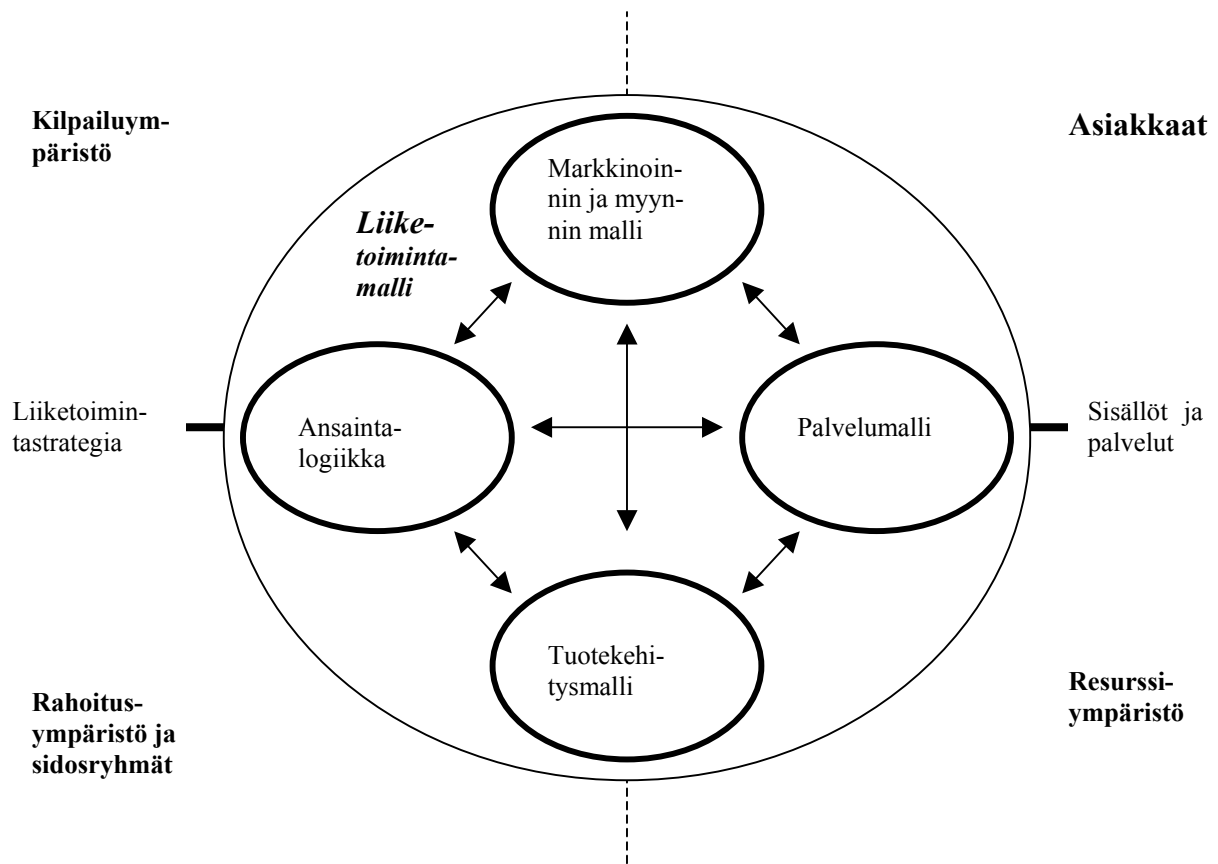 Kilpailuym-
päristö
Asiakkaat
Markkinoin-
nin ja myyn-
nin malli
Liike-
toiminta-
malli
Liiketoimin-
tastrategia
Ansainta-
logiikka
Palvelumalli
Sisällöt ja
palvelut
Tuotekehi-
tysmalli
Rahoitus-
ympäristö ja
sidosryhmät
Resurssi-
ympäristö